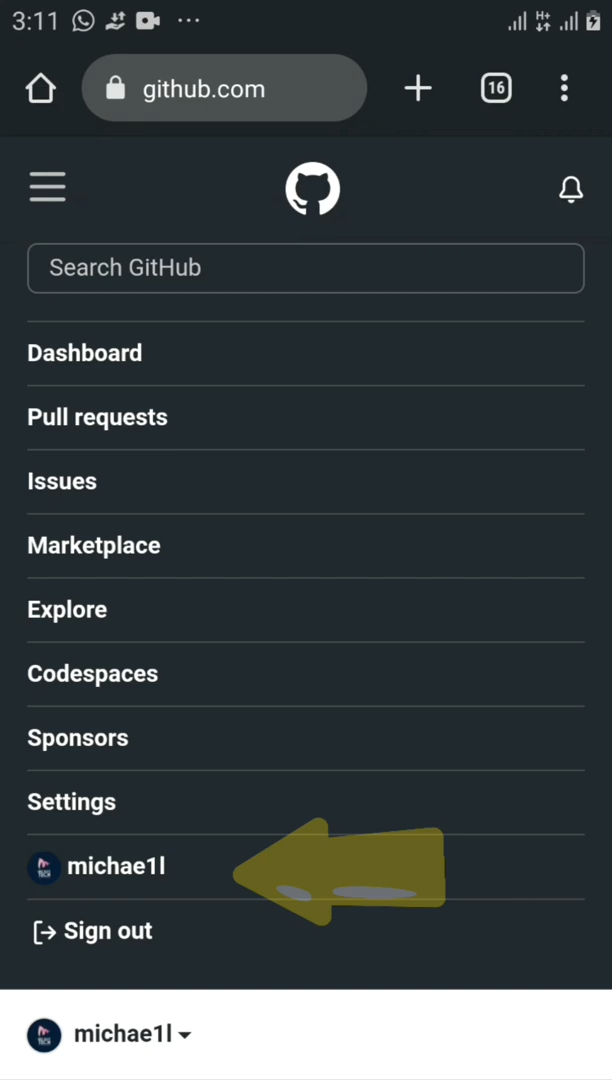 3:11
H+
github.com
16
Search GitHub
Dashboard
Pull requests
Issues
Marketplace
Explore
Codespaces
Sponsors
Settings
michae1l
Sign out
michae1l